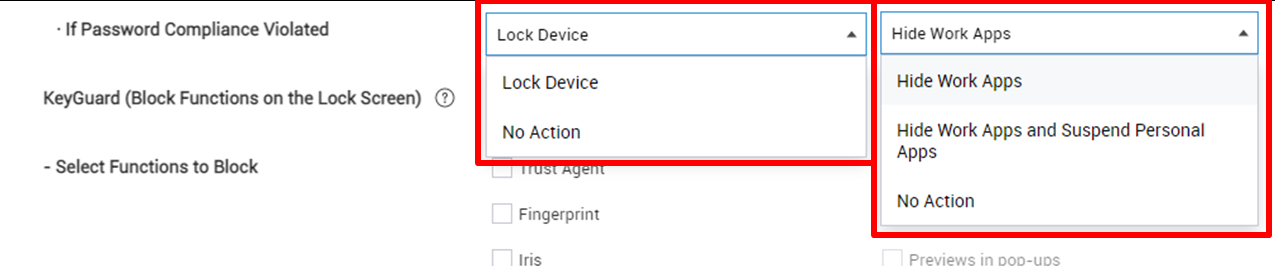 · If Password Compliance Violated
Lock Device
Hide Work Apps
Lock Device
Hide Work Apps
KeyGuard (Block Functions on the Lock Screen) ?
No Action
Hide Work Apps and Suspend Personal
Apps
- Select Functions to Block
Trust Agent
No Action
Fingerprint
Iris
Previews in pop-ups